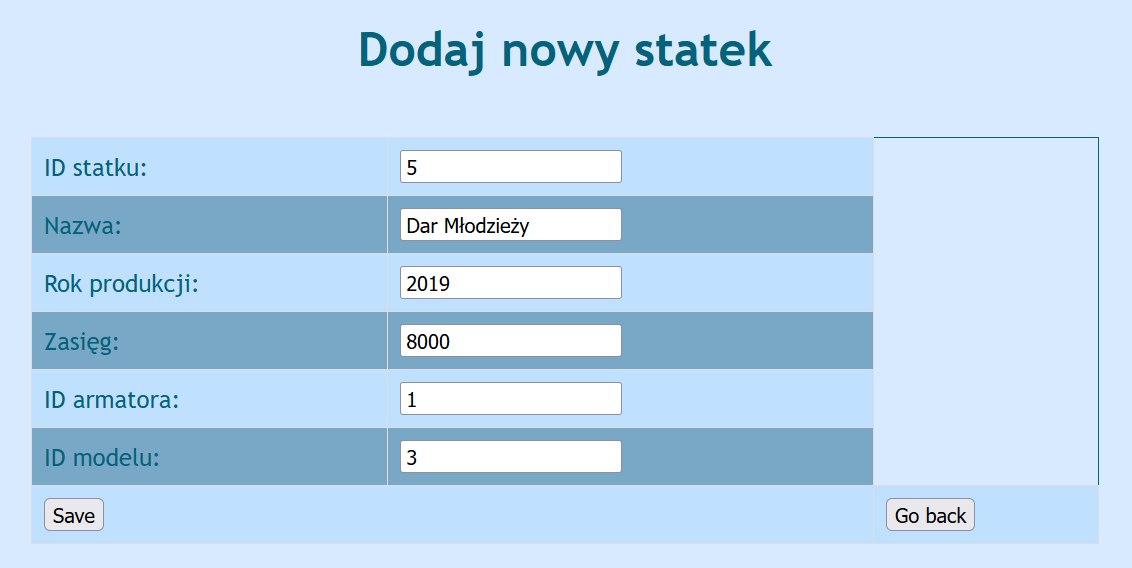 Dodaj nowy statek
ID statku: 5
Nazwa: Dar Młodzieży
Rok produkcji: 2019
Zasięg: 8000
ID armatora: 1
ID modelu: 3
Save Go back